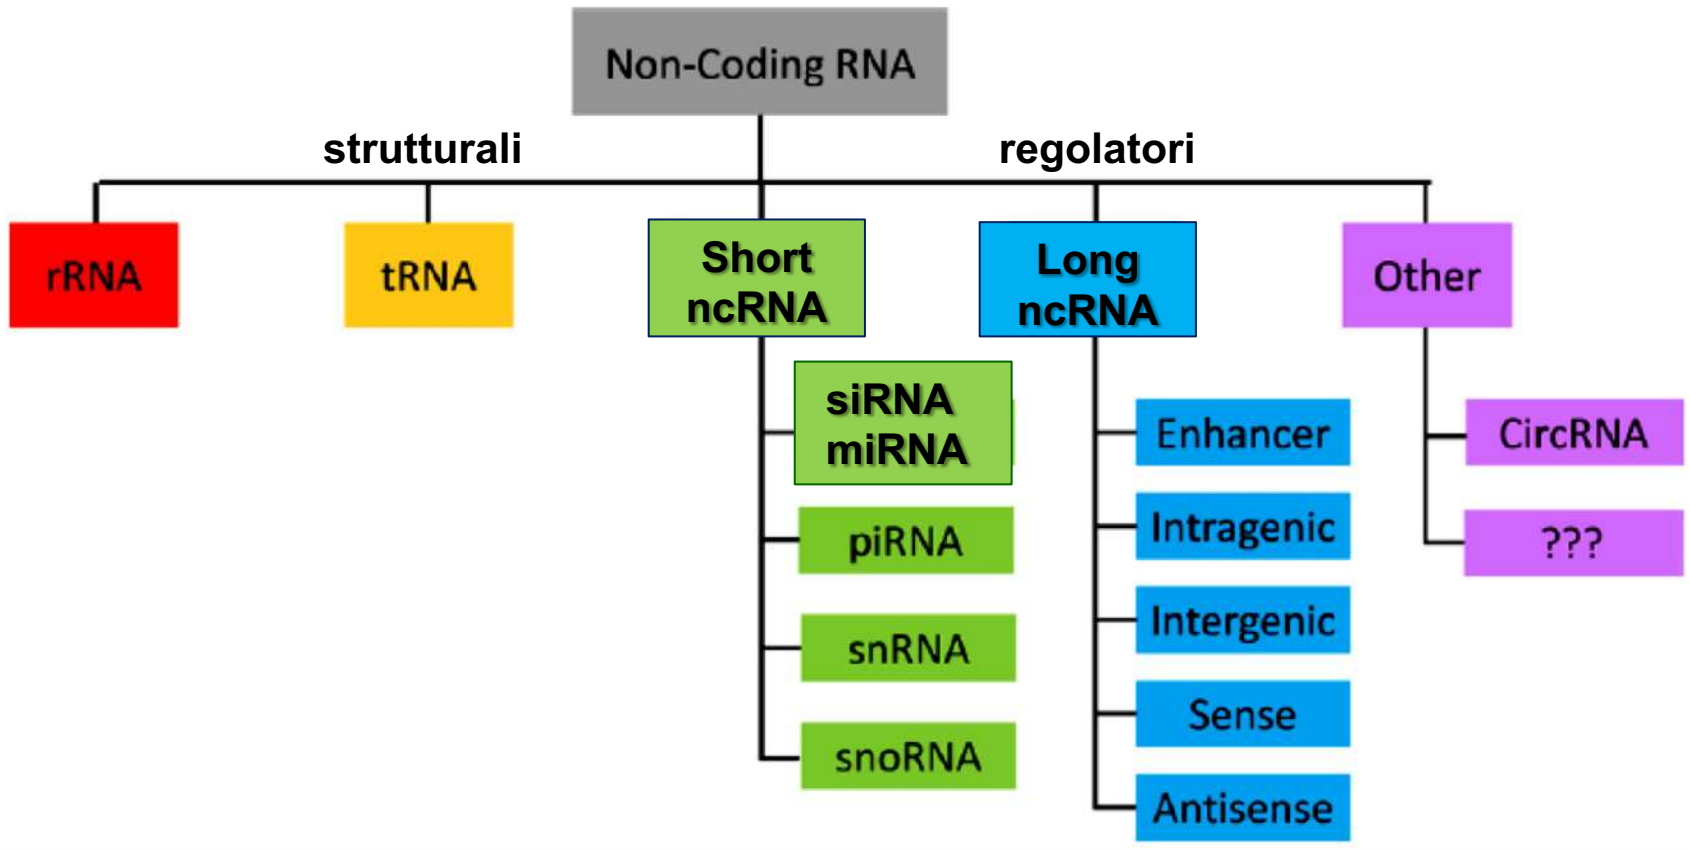 Non-Coding RNA
strutturali
regolatori
rRNA
tRNA
Short
ncRNA
Long
ncRNA
Other
siRNA
miRNA
piRNA
snRNA
snoRNA
Enhancer
Intragenic
Intergenic
Sense
Antisense
CircRNA
???